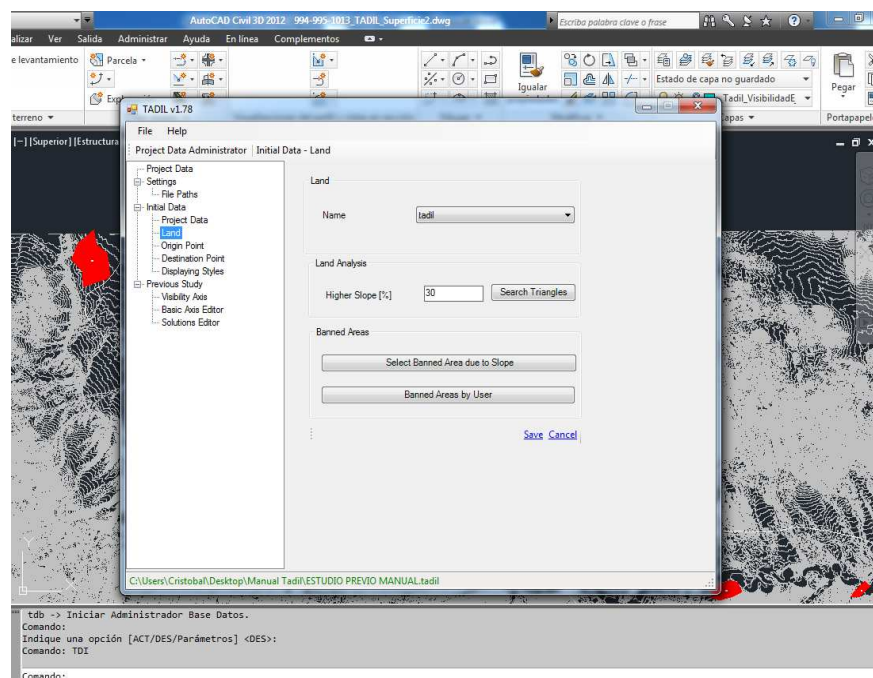 AutoCAD Civil 3D 2012 994-995-1013_TADIL_Superficie2.dwg
Escriba palabra clave o frase
alizar Ver Salida Administrar Ayuda En línea Complementos
e levantamiento
Parcela
Igualar
Estado de capa no guardado
Pegar
Tadil_VisibilidadE
terreno
apas
Portapapel
[−] [Superior] [Estructura
TADIL v1.78
File Help
Project Data Administrator Initial Data - Land
Project Data
Settings
File Paths
Initial Data
Project Data
Land
Origin Point
Destination Point
Displaying Styles
Previous Study
Visibility Axis
Basic Axis Editor
Solutions Editor
Land
Name tadil
Land Analysis
Higher Slope [%] 30 Search Triangles
Banned Areas
Select Banned Area due to Slope
Banned Areas by User
Save Cancel
C:\Users\Cristobal\Desktop\Manual Tadil\ESTUDIO PREVIO MANUAL.tadil
tdb -> Iniciar Administrador Base Datos.
Comando:
Indique una opción [ACT/DES/Parámetros] <DES>:
Comando: TDI
Comando: